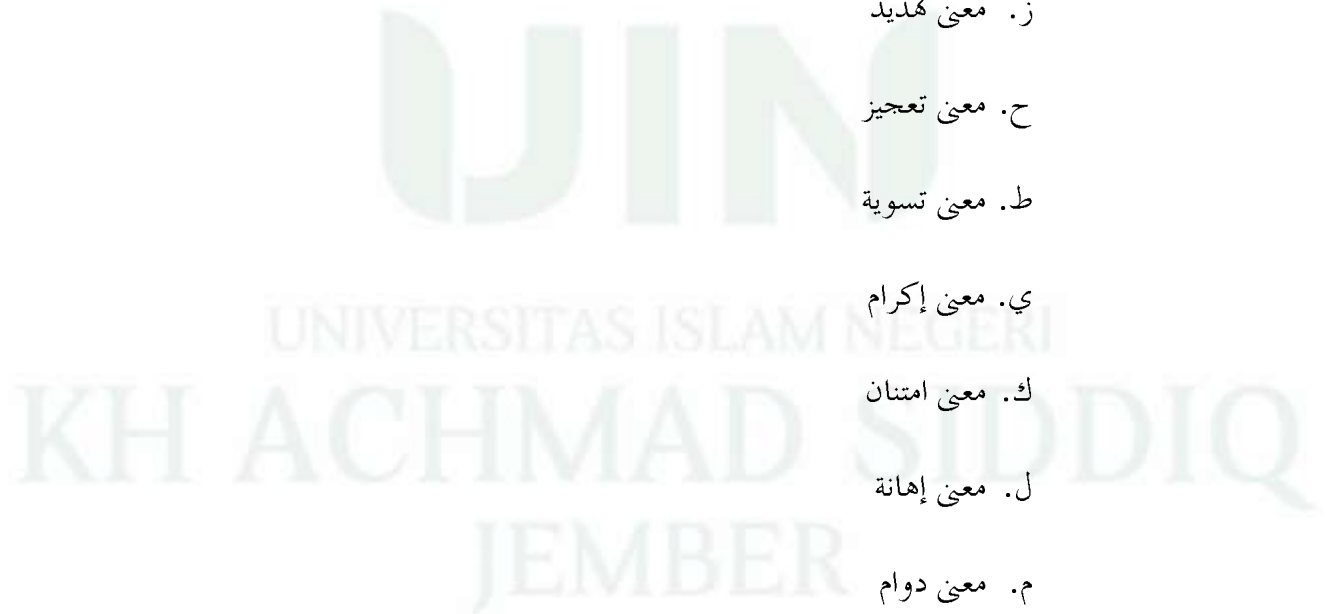 ز. معنى تهديد
ح. معنى تعجيز
ط. معنى تسوية
ي. معنى إكرام
ك. معنى امتنان
ل. معنى إهانة
م. معنى دوام
UIN
UNIVERSITAS ISLAM NEGERI
KH ACHMAD SIDDIQ
JEMBER